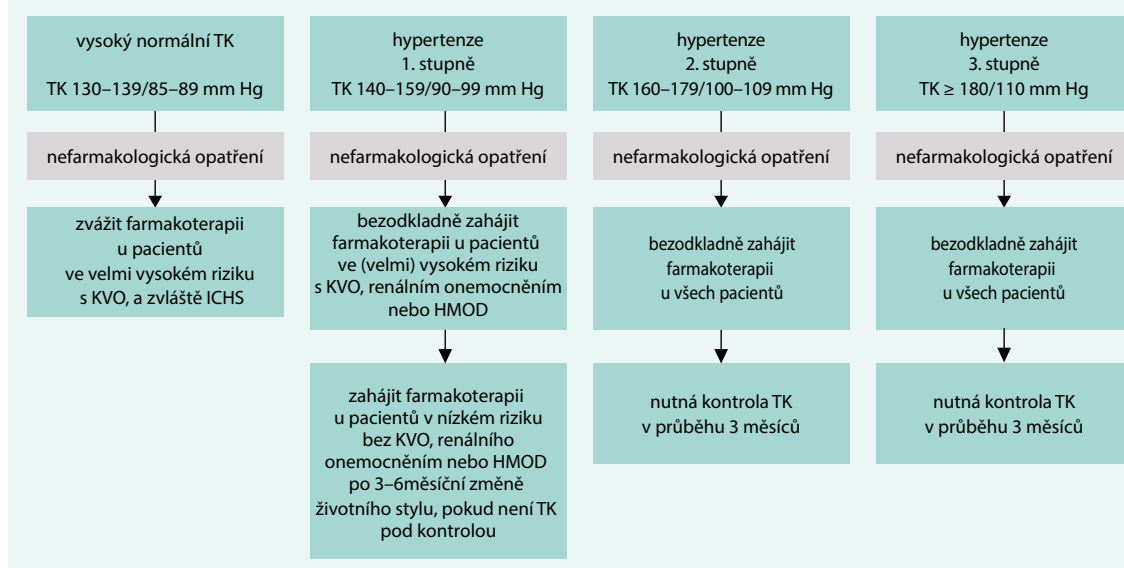 vysoký normální TK
TK 130–139/85–89 mm Hg
nefarmakologická opatření
zvážit farmakoterapii
u pacientů
ve velmi vysokém riziku
s KVO, a zvláště ICHS
hypertenze
1. stupně
TK 140–159/90–99 mm Hg
nefarmakologická opatření
bezodkladně zahájit
farmakoterapii u pacientů
ve (velmi) vysokém riziku
s KVO, renálním onemocněním
nebo HMOD
zahájit farmakoterapii
u pacientů v nízkém riziku
bez KVO, renálního
onemocněním nebo HMOD
po 3–6měsíční změně
životního stylu, pokud není TK
pod kontrolou
hypertenze
2. stupně
TK 160–179/100–109 mm Hg
nefarmakologická opatření
bezodkladně zahájit
farmakoterapii
u všech pacientů
nutná kontrola TK
v průběhu 3 měsíců
hypertenze
3. stupně
TK ≥ 180/110 mm Hg
nefarmakologická opatření
bezodkladně zahájit
farmakoterapii
u všech pacientů
nutná kontrola TK
v průběhu 3 měsíců